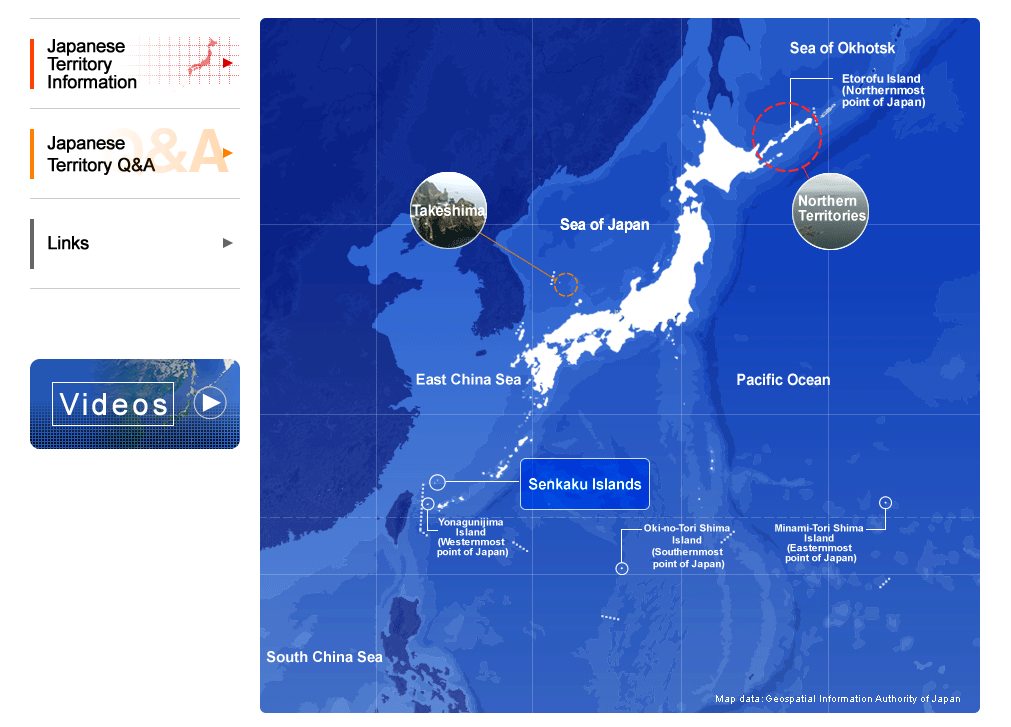 Japanese
Territory
Information
Q&A
Japanese
Territory Q&A
Links
Videos
Sea of Okhotsk
Etorofu Island
(Northernmost
point of Japan)
Takeshima
Northern
Territories
Sea of Japan
East China Sea
Pacific Ocean
Senkaku Islands
Yonagunijima
Island
(Westernmost
point of Japan)
Oki-no-Tori Shima
Island
(Southernmost
point of Japan)
Minami-Tori Shima
Island
(Easternmost
point of Japan)
South China Sea
Map data: Geospatial Information Authority of Japan